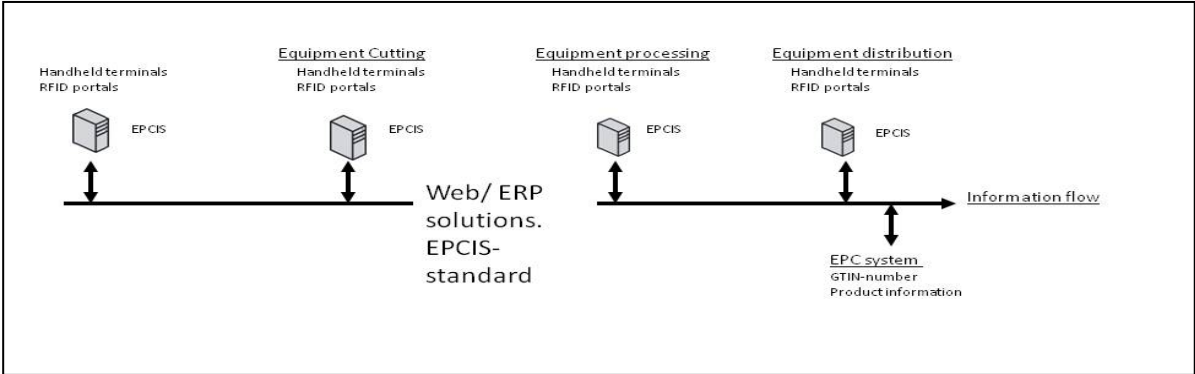 Equipment Cutting
Equipment processing
Equipment distribution
Handheld terminals
RFID portals
Handheld terminals
RFID portals
Handheld terminals
RFID portals
Handheld terminals
RFID portals
EPCIS
EPCIS
EPCIS
EPCIS
Web/ ERP
solutions.
EPCIS-
standard
Information flow
EPC system
GTIN-number
Product information